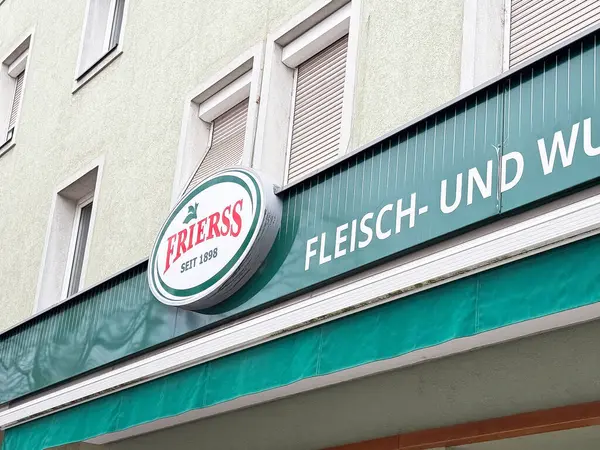 FRIERSS
SEIT 1898
FLEISCH- UND WU